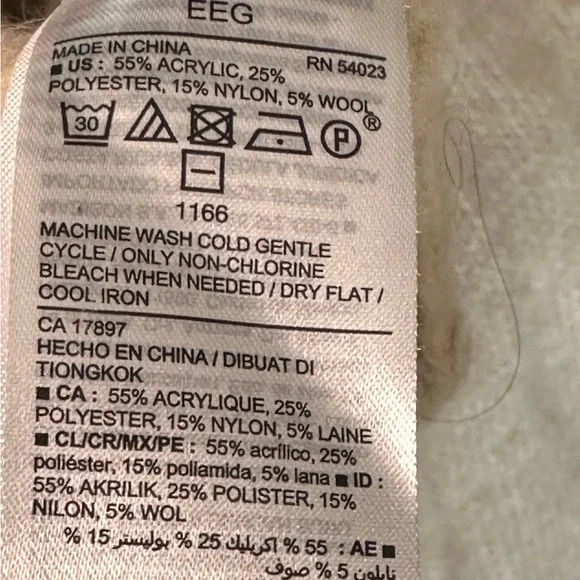 EEG
MADE IN CHINA RN 54023
■ US : 55% ACRYLIC, 25%
POLYESTER, 15% NYLON, 5% WOOL
30 P ®
1166
MACHINE WASH COLD GENTLE
CYCLE / ONLY NON-CHLORINE
BLEACH WHEN NEEDED / DRY FLAT /
COOL IRON
CA 17897
HECHO EN CHINA / DIBUAT DI
TIONGKOK
■ CA : 55% ACRYLIQUE, 25%
POLYESTER, 15% NYLON, 5% LAINE
■ CL/CR/MX/PE : 55% acrílico, 25%
poliéster, 15% poliamida, 5% lana ■ ID :
55% AKRILIK, 25% POLISTER, 15%
NILON, 5% WOL
■ AE : 55 % اكريليك 25 % بوليستر 15 %
نايلون 5 % صوف